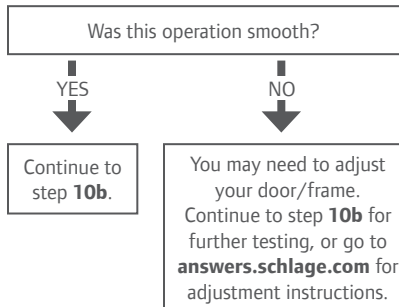 Was this operation smooth?
YES
NO
Continue to
step 10b.
You may need to adjust
your door/frame.
Continue to step 10b for
further testing, or go to
answers.schlage.com for
adjustment instructions.